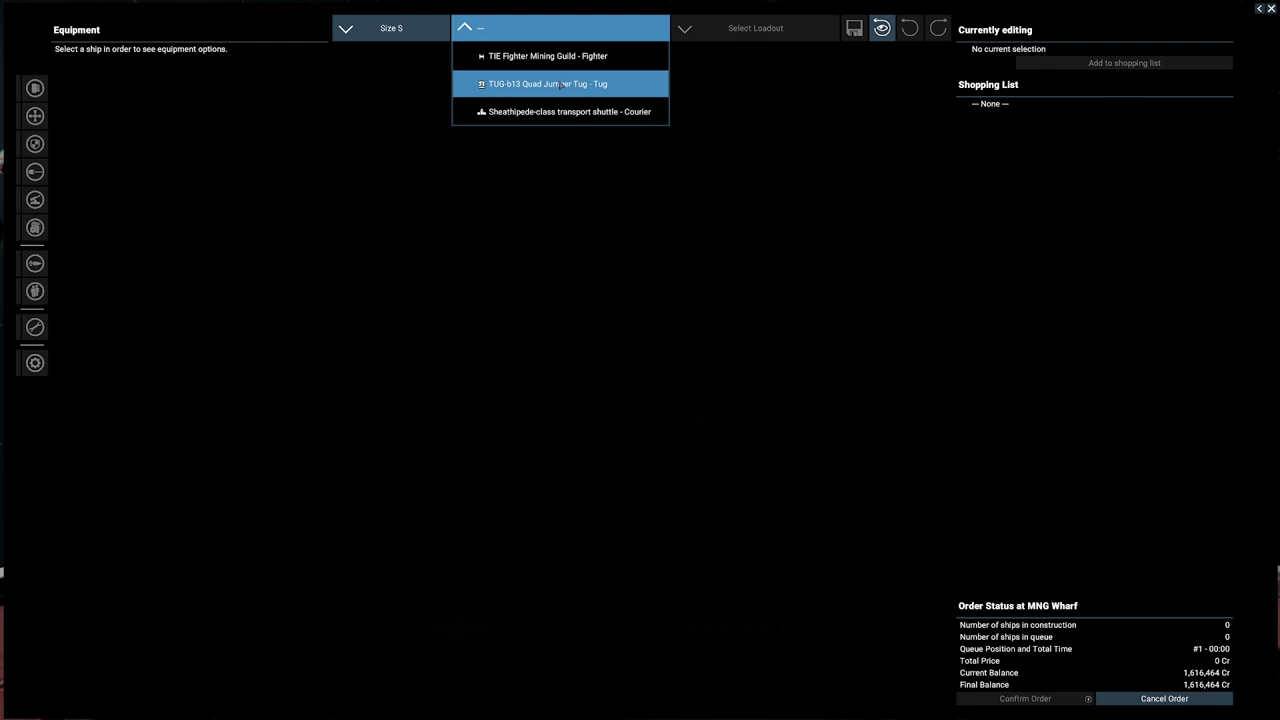 Equipment
Select a ship in order to see equipment options.
Size S
--
Select Loadout
TIE Fighter Mining Guild - Fighter
TUG-b13 Quad Jumper Tug - Tug
Sheathipede-class transport shuttle - Courier
Currently editing
No current selection
Add to shopping list
Shopping List
-- None --
Order Status at MNG Wharf
Number of ships in construction 0
Number of ships in queue 0
Queue Position and Total Time #1 - 00:00
Total Price 0 Cr
Current Balance 1,616,464 Cr
Final Balance 1,616,464 Cr
Confirm Order
Cancel Order